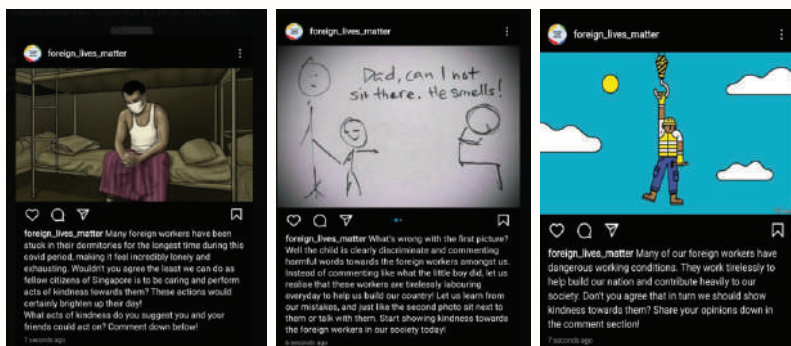 foreign_lives_matter
foreign_lives_matter Many foreign workers have been
stuck in their dormitories for the longest time during this
covid period, making it feel incredibly lonely and
exhausting. Wouldn't you agree the least we can do as
fellow citizens of Singapore is to be caring and perform
acts of kindness towards them? These actions would
certainly brighten up their day!
What acts of kindness do you suggest you and your
friends could act on? Comment down below!
7 seconds ago
foreign_lives_matter
Dad, can I not
sit there. He smells!
foreign_lives_matter What's wrong with the first picture?
Well the child is clearly discriminate and commenting
harmful words towards the foreign workers amongst us.
Instead of commenting like what the little boy did, let us
realise that these workers are tirelessly labouring
everyday to help us build our country! Let us learn from
our mistakes, and just like the second photo sit next to
them or talk with them. Start showing kindness towards
the foreign workers in our society today!
6 seconds ago
foreign_lives_matter
foreign_lives_matter Many of our foreign workers have
dangerous working conditions. They work tirelessly to
help build our nation and contribute heavily to our
society. Don't you agree that in turn we should show
kindness towards them? Share your opinions down in
the comment section!
7 seconds ago